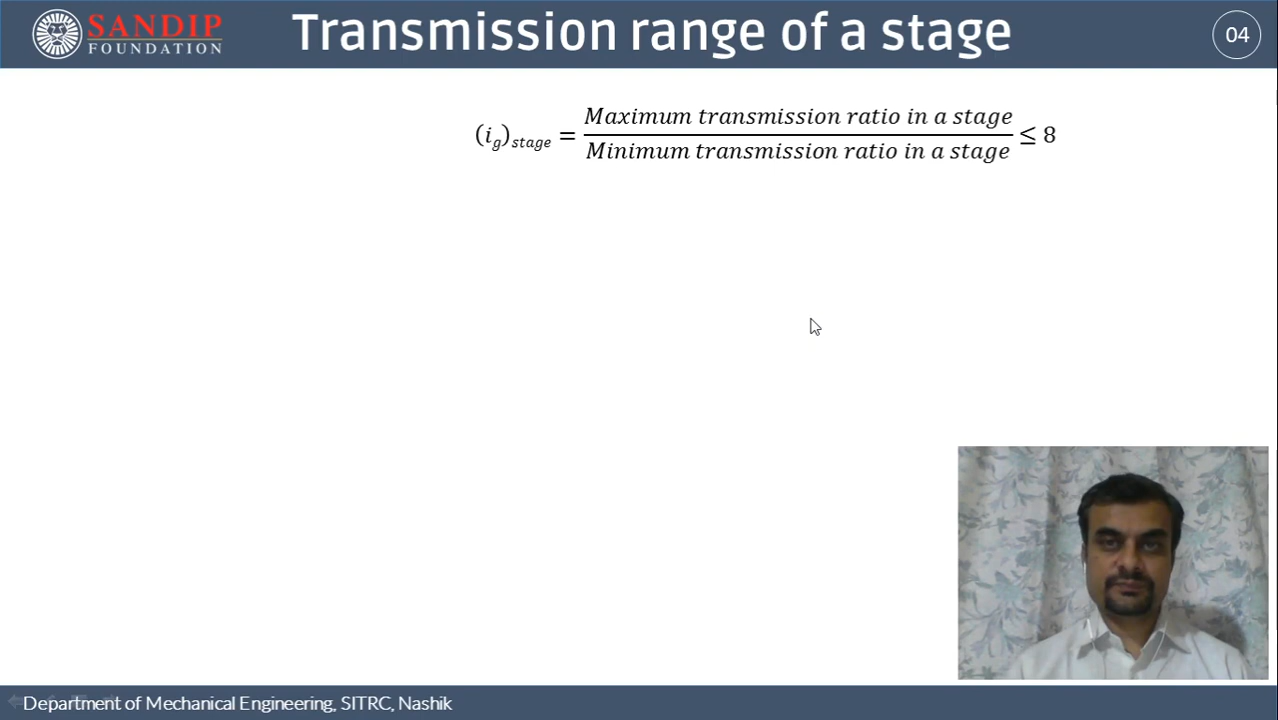 SANDIP
FOUNDATION
Transmission range of a stage
04
(i_g)_stage = Maximum transmission ratio in a stage / Minimum transmission ratio in a stage ≤ 8
Department of Mechanical Engineering, SITRC, Nashik